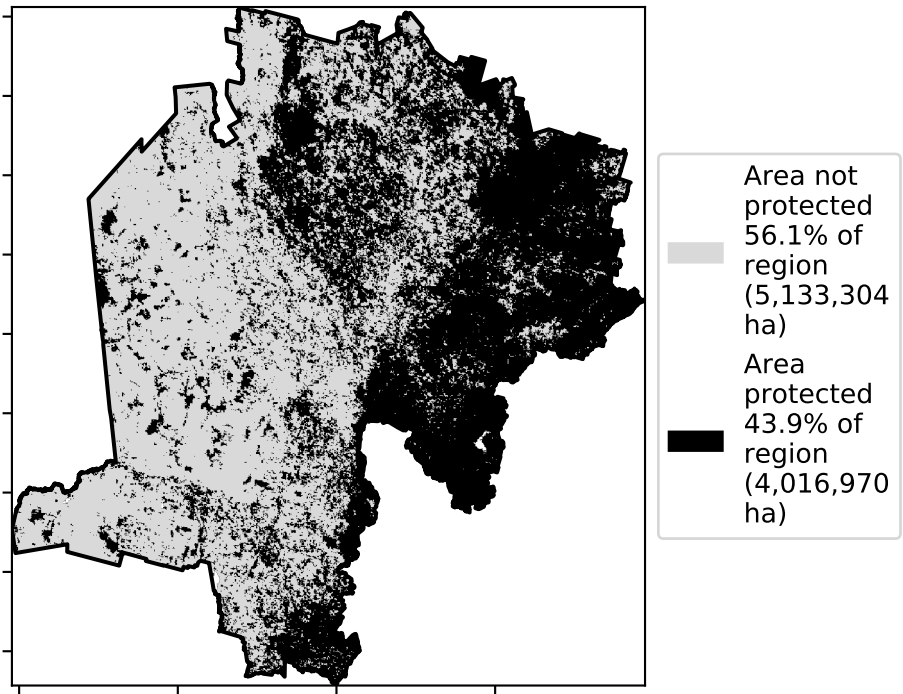 Area not
protected
56.1% of
region
(5,133,304
ha)
Area
protected
43.9% of
region
(4,016,970
ha)